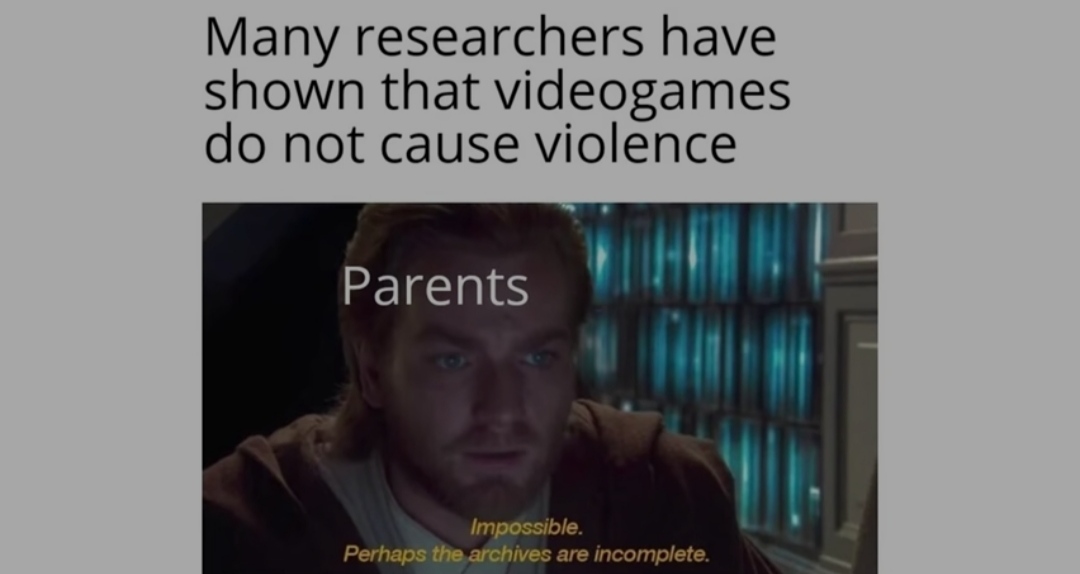 Many researchers have
shown that videogames
do not cause violence
Parents
Impossible.
Perhaps the archives are incomplete.